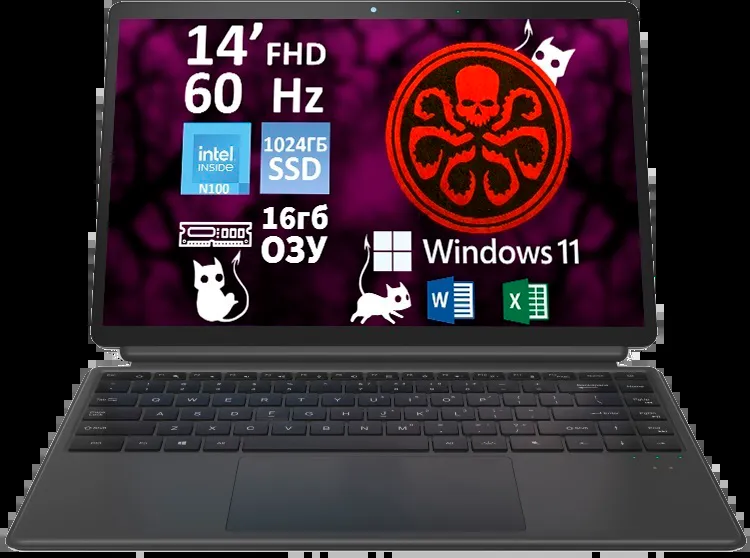 14’ FHD
60 Hz
intel
INSIDE
N100
1024ГБ
SSD
16гб
ОЗУ
Windows 11
W
X
Q W E R T Y U I O P
A S D F G H J K L
Z X C V B N M